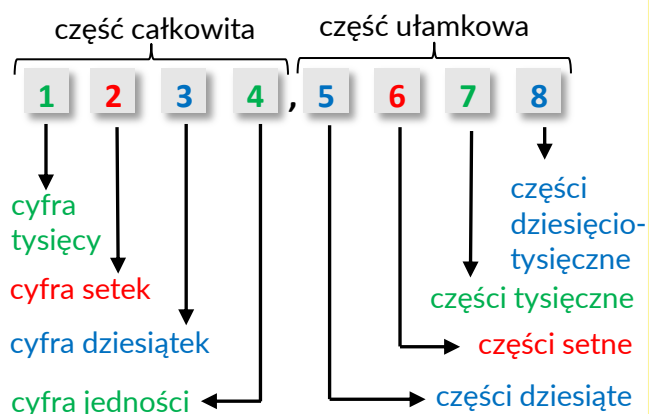 część całkowita część ułamkowa
1 2 3 4 , 5 6 7 8
cyfra
tysięcy
cyfra setek
cyfra dziesiątek
cyfra jedności
części
dziesięcio-
tysięczne
części tysięczne
części setne
części dziesiąte